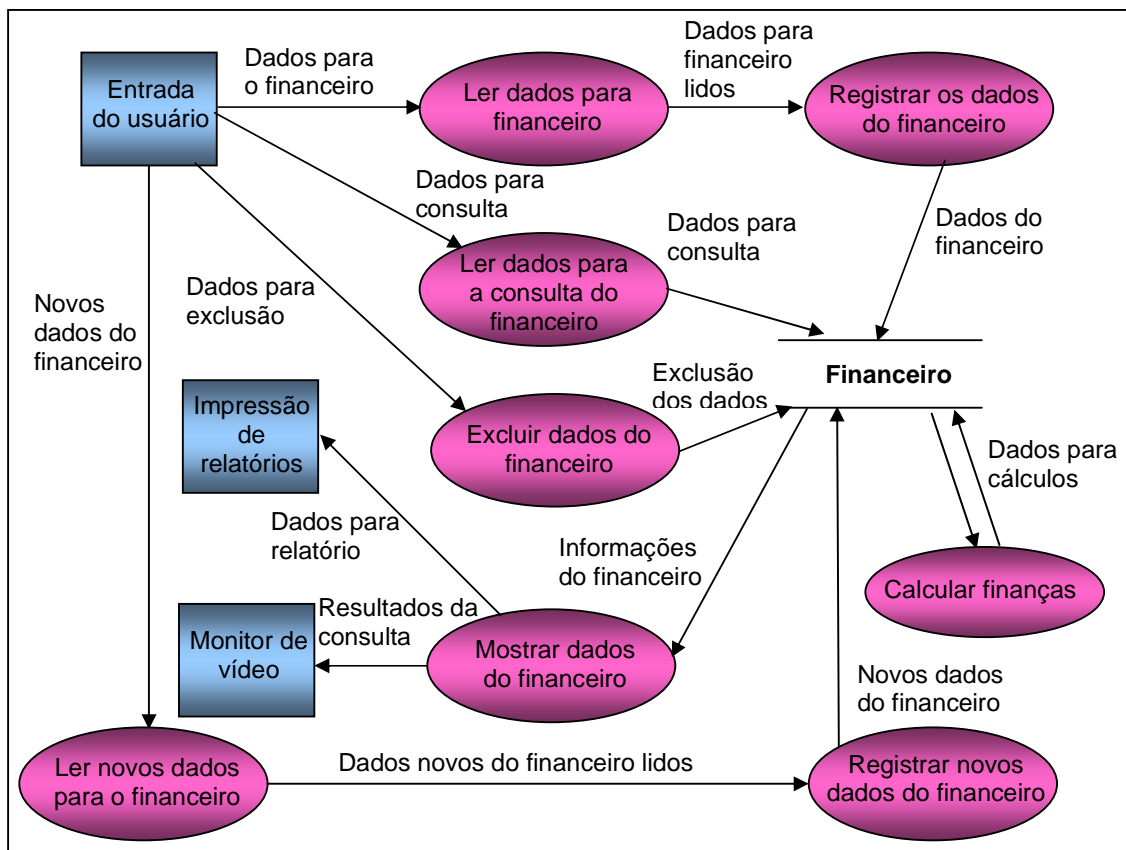 Entrada
do usuário
Dados para
o financeiro
Ler dados para
financeiro
Dados para
financeiro
lidos
Registrar os dados
do financeiro
Dados para
consulta
Ler dados para
a consulta do
financeiro
Dados para
consulta
Dados do
financeiro
Novos
dados do
financeiro
Dados para
exclusão
Financeiro
Exclusão
dos dados
Impressão
de
relatórios
Excluir dados do
financeiro
Dados para
cálculos
Dados para
relatório
Informações
do financeiro
Calcular finanças
Monitor de
vídeo
Resultados da
consulta
Mostrar dados
do financeiro
Novos dados
do financeiro
Ler novos dados
para o financeiro
Dados novos do financeiro lidos
Registrar novos
dados do financeiro